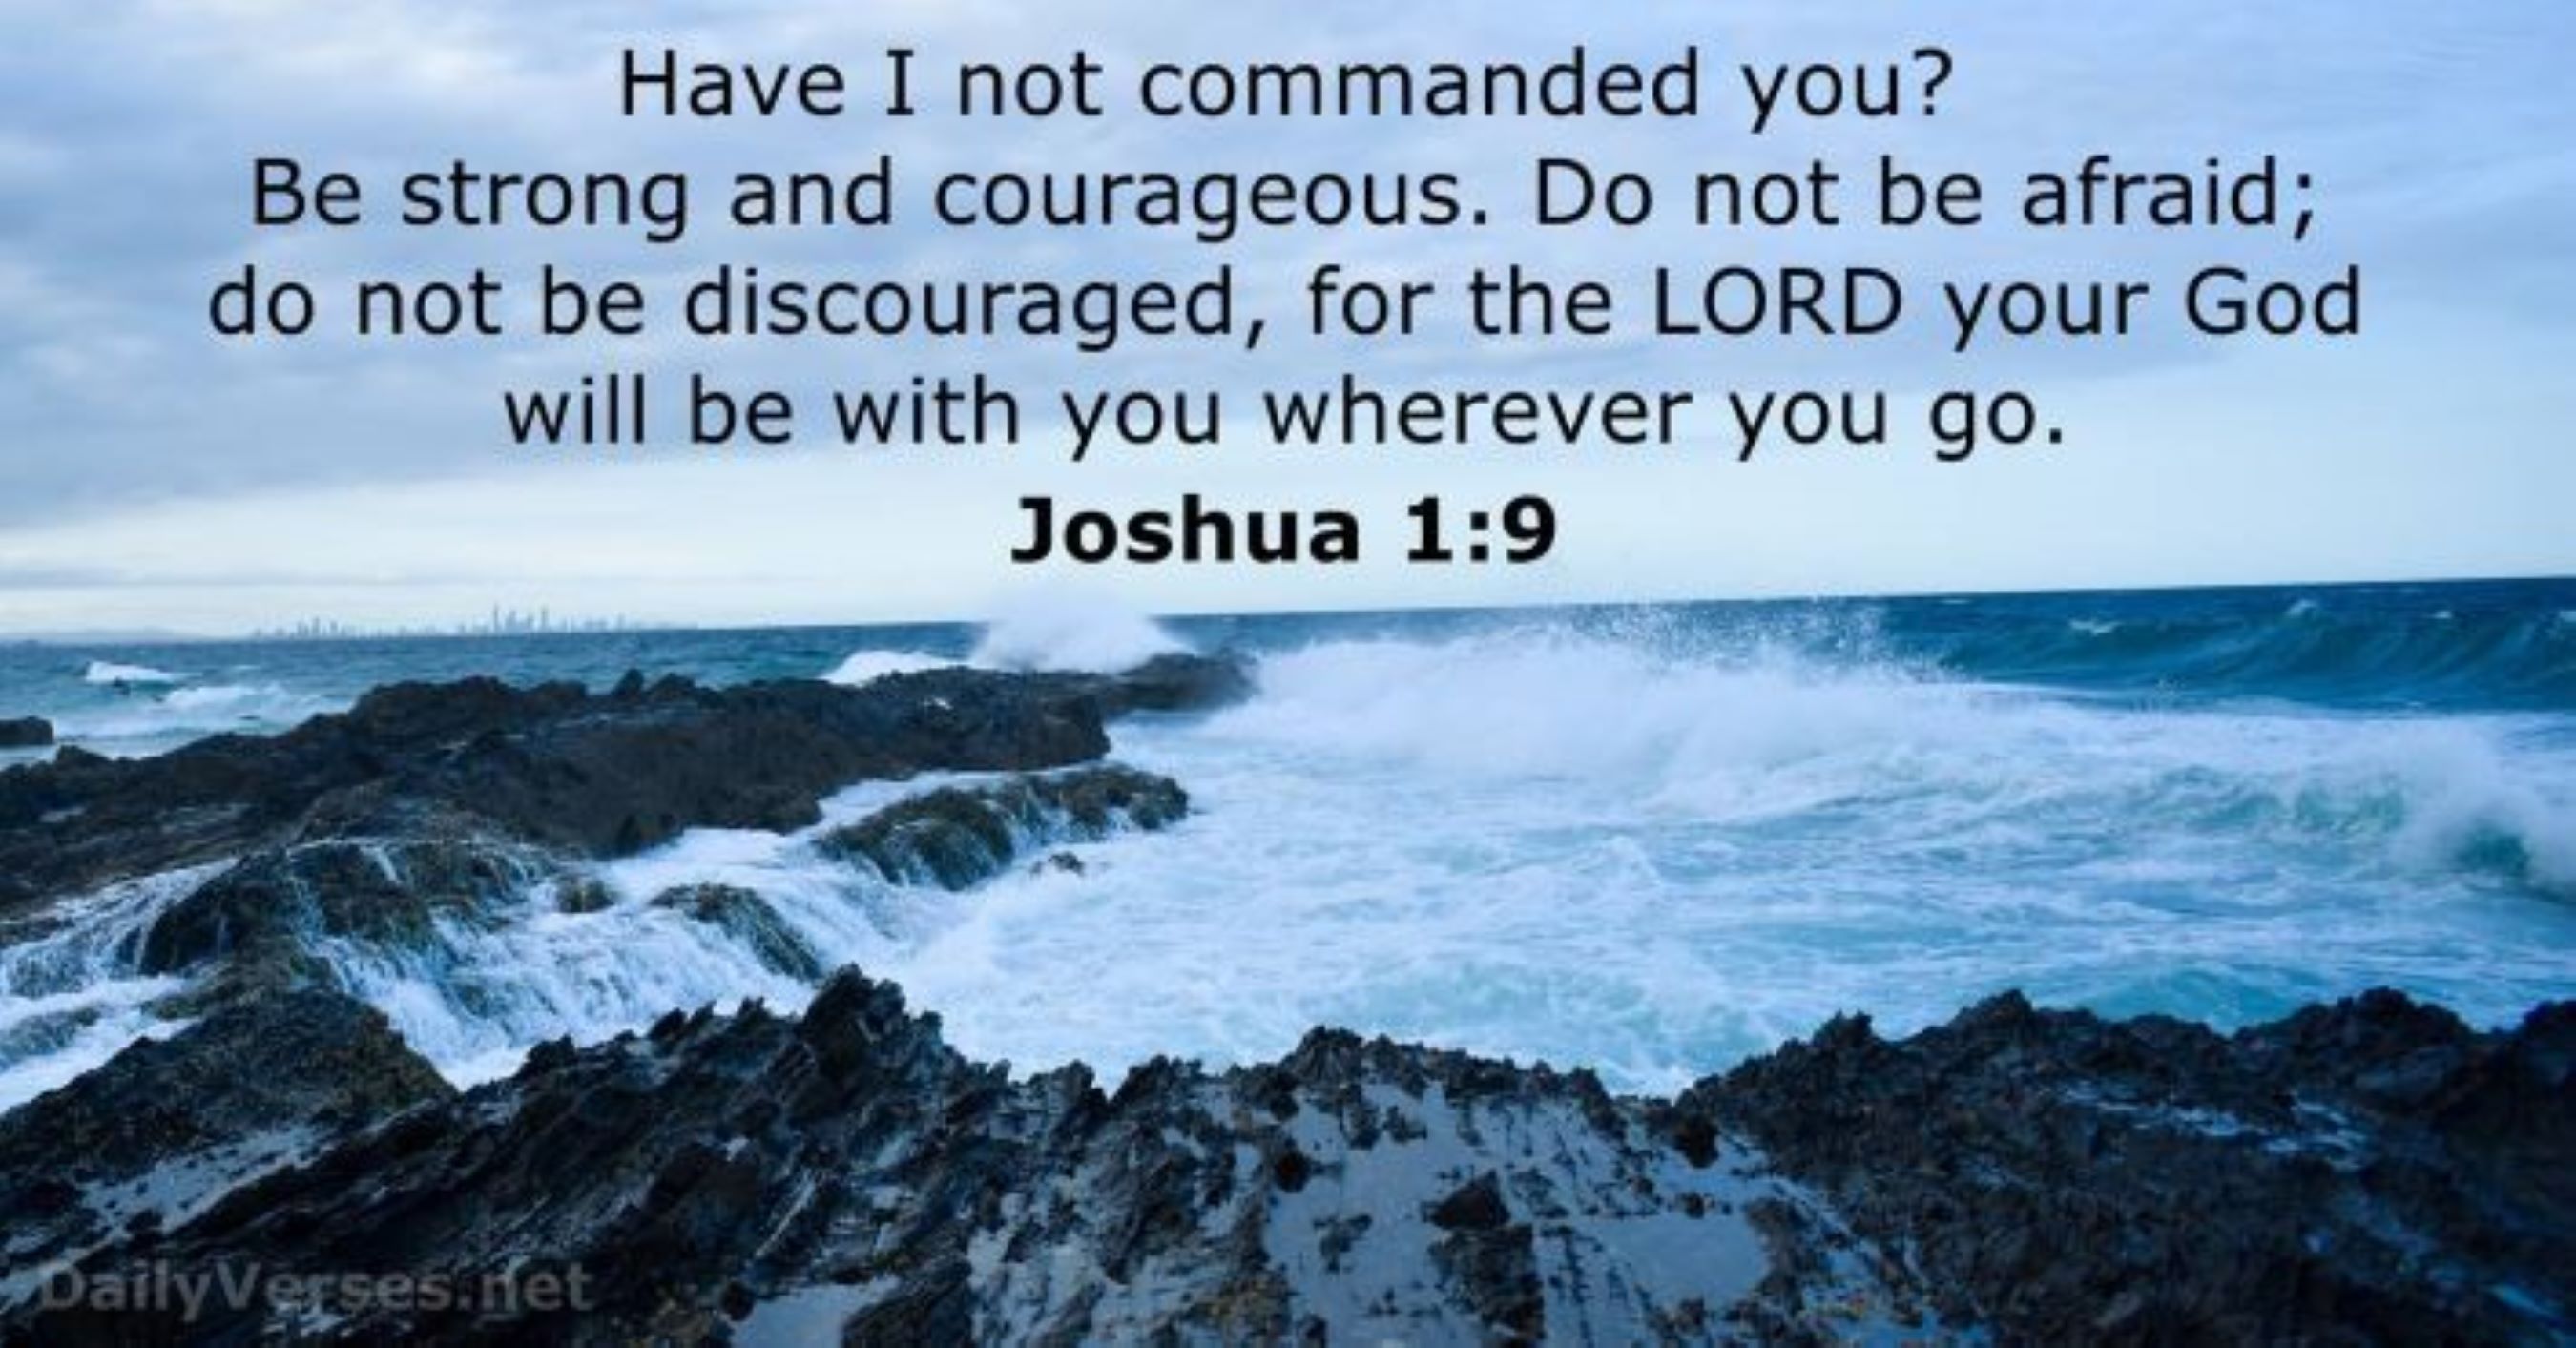 Have I not commanded you?
Be strong and courageous. Do not be afraid;
do not be discouraged, for the LORD your God
will be with you wherever you go.
Joshua 1:9
DailyVerses.net